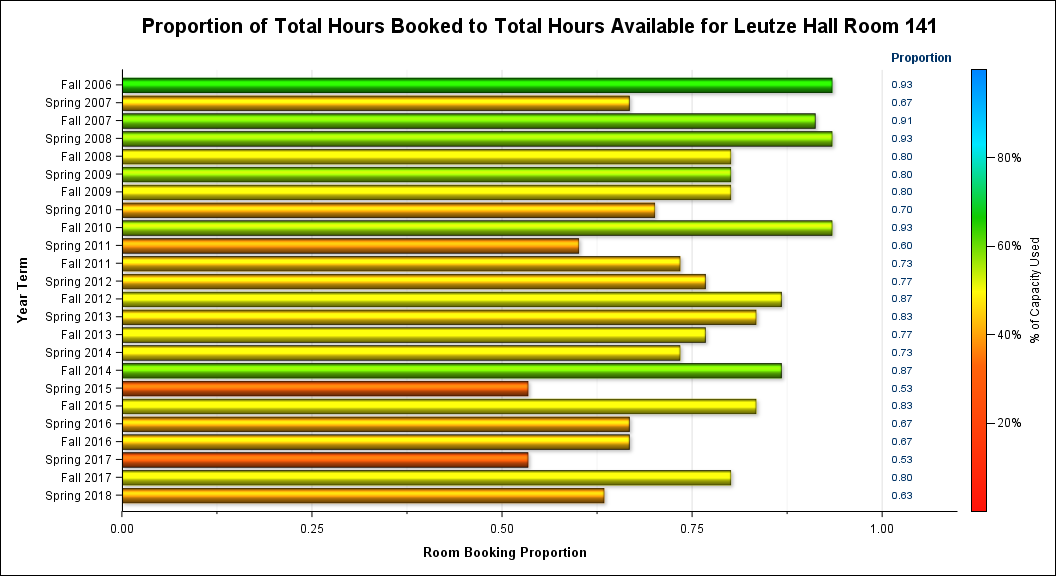 Proportion of Total Hours Booked to Total Hours Available for Leutze Hall Room 141
Proportion
Fall 2006 0.93
Spring 2007 0.67
Fall 2007 0.91
Spring 2008 0.93
Fall 2008 0.80
Spring 2009 0.80
Fall 2009 0.80
Spring 2010 0.70
Fall 2010 0.93
Spring 2011 0.60
Fall 2011 0.73
Spring 2012 0.77
Fall 2012 0.87
Spring 2013 0.83
Fall 2013 0.77
Spring 2014 0.73
Fall 2014 0.87
Spring 2015 0.53
Fall 2015 0.83
Spring 2016 0.67
Fall 2016 0.67
Spring 2017 0.53
Fall 2017 0.80
Spring 2018 0.63
Year Term
0.00 0.25 0.50 0.75 1.00
Room Booking Proportion
80%
60%
40%
20%
% of Capacity Used